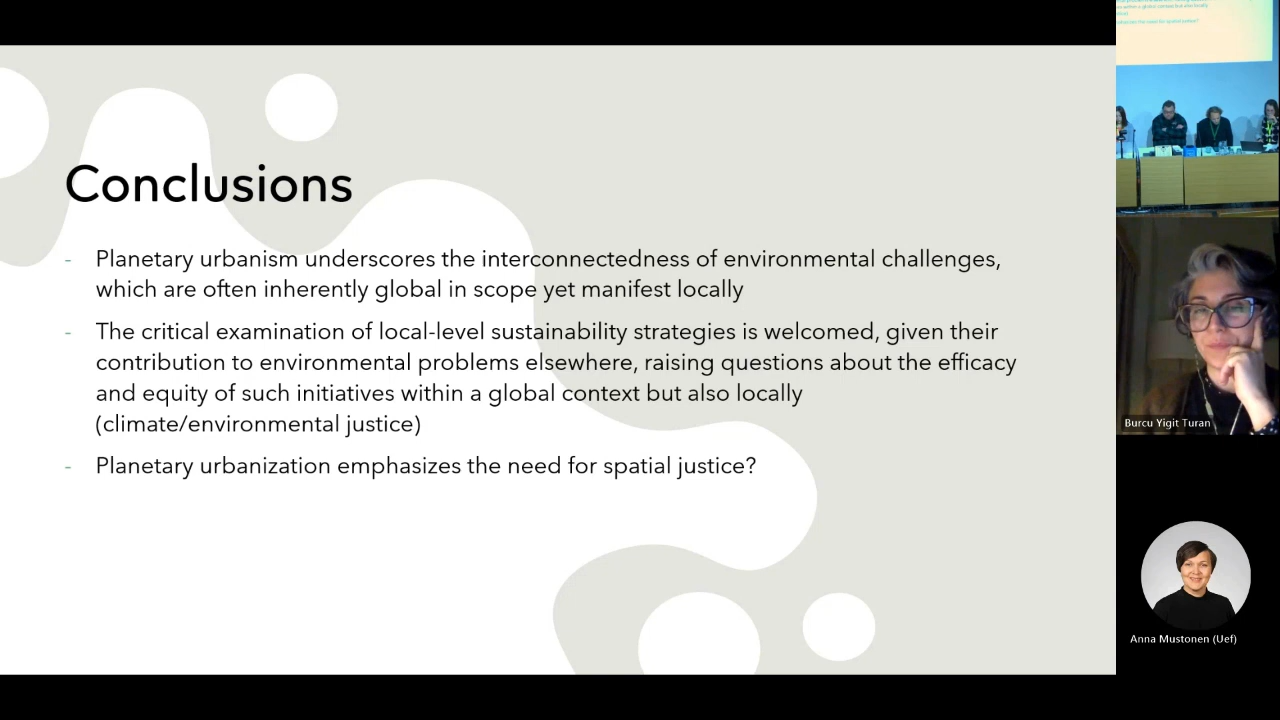 Conclusions
- Planetary urbanism underscores the interconnectedness of environmental challenges,
which are often inherently global in scope yet manifest locally
- The critical examination of local-level sustainability strategies is welcomed, given their
contribution to environmental problems elsewhere, raising questions about the efficacy
and equity of such initiatives within a global context but also locally
(climate/environmental justice)
- Planetary urbanization emphasizes the need for spatial justice?
Burcu Yigit Turan
Anna Mustonen (Uef)